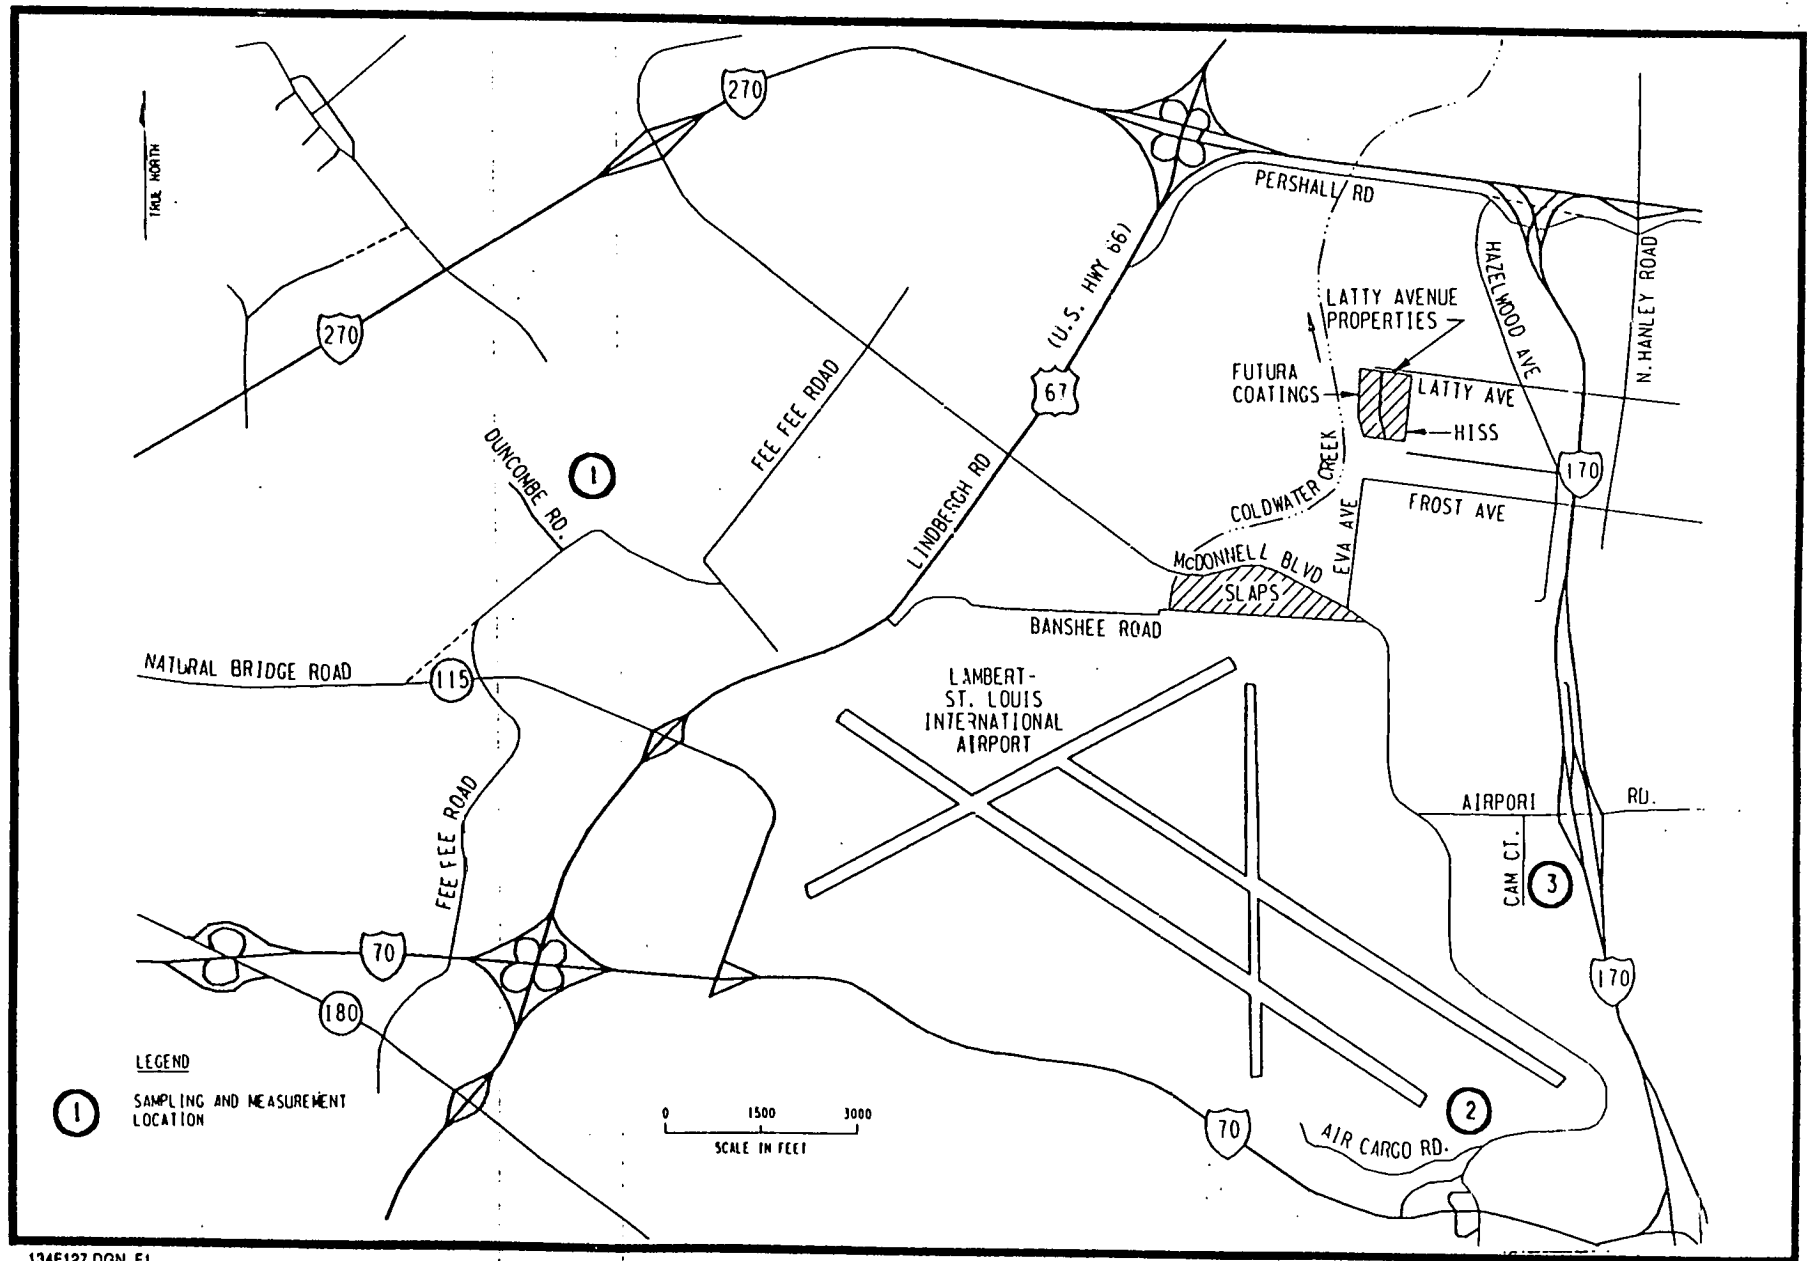 270
270
TRUE NORTH
PERSHALL RD
(U.S. HWY 66)
67
HAZELWOOD AVE
N. HANLEY ROAD
LATTY AVENUE
PROPERTIES
FUTURA
COATINGS
LATTY AVE
HISS
170
FEE FEE ROAD
DUNCOMBE RD.
1
LINDBERGH RD
COLDWATER CREEK
EVA AVE
FROST AVE
McDONNELL BLVD
SLAPS
BANSHEE ROAD
NATURAL BRIDGE ROAD
115
LAMBERT-
ST. LOUIS
INTERNATIONAL
AIRPORT
AIRPORT RD.
CAM CT.
3
FEE FEE ROAD
70
180
170
LEGEND
1
SAMPLING AND MEASUREMENT
LOCATION
0 1500 3000
SCALE IN FEET
70
AIR CARGO RD.
2
134F127.DGN F1